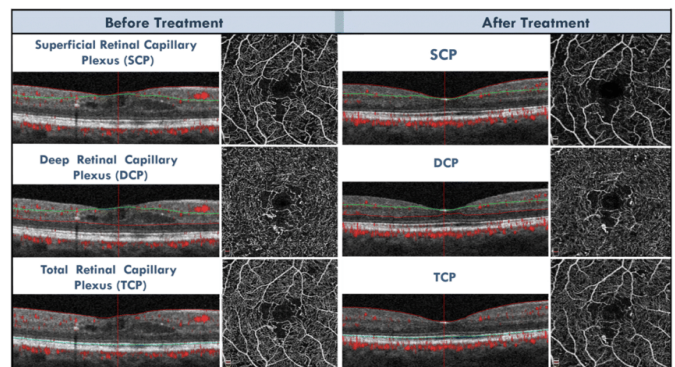 Before Treatment
After Treatment
Superficial Retinal Capillary
Plexus (SCP)
SCP
Deep Retinal Capillary
Plexus (DCP)
DCP
Total Retinal Capillary
Plexus (TCP)
TCP